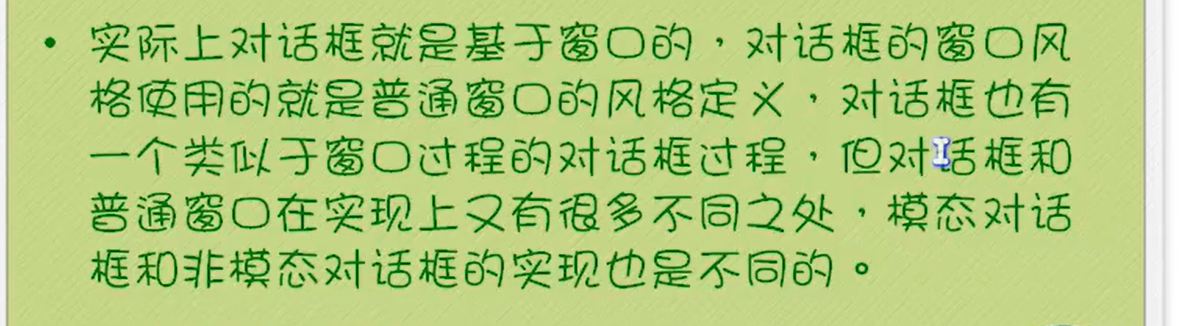 • 实际上对话框就是基于窗口的，对话框的窗口风
格使用的就是普通窗口的风格定义，对话框也有
一个类似于窗口过程的对话框过程，但对话框和
普通窗口在实现上又有很多不同之处，模态对话
框和非模态对话框的实现也是不同的。